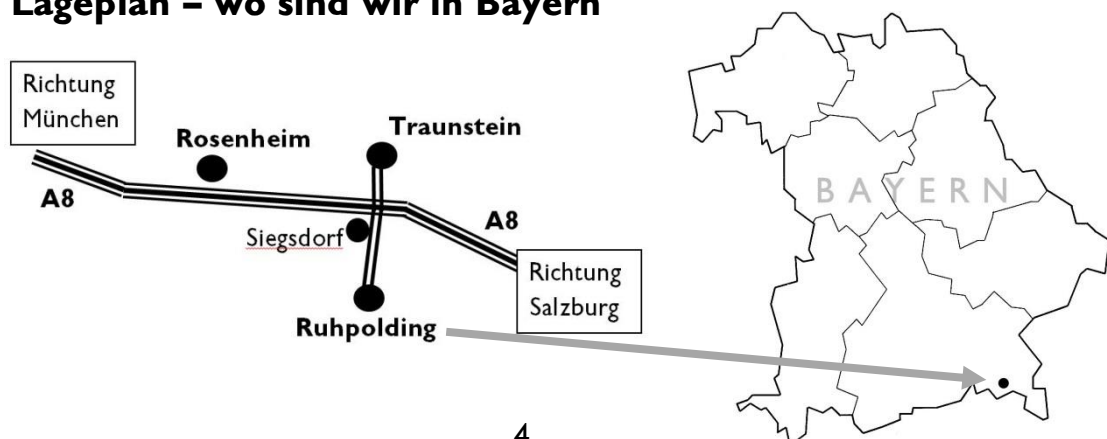 Lageplan – wo sind wir in Bayern
Richtung
München
Rosenheim
Traunstein
A8
A8
Siegsdorf
Richtung
Salzburg
Ruhpolding
BAYERN
4